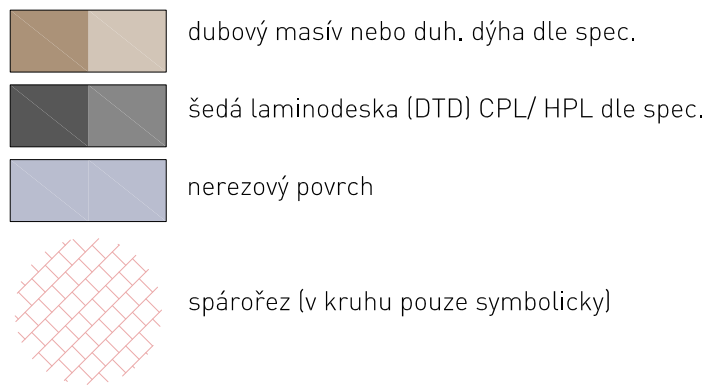 dubový masív nebo duh. dýha dle spec.
šedá laminodeska (DTD) CPL/ HPL dle spec.
nerezový povrch
spárořez (v kruhu pouze symbolicky)